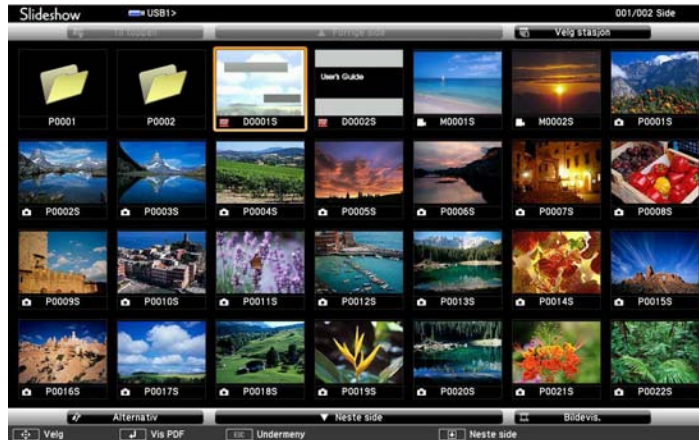 Slideshow USB1> 001/002 Side
Til toppen ▲ Forrige side Velg stasjon
User's Guide
P0001 P0002 D0001S D0002S M0001S M0002S P0001S
P0002S P0003S P0004S P0005S P0006S P0007S P0008S
P0009S P0010S P0011S P0012S P0013S P0014S P0015S
P0016S P0017S P0018S P0019S P0020S P0021S P0022S
Alternativ ▼ Neste side Bildevis.
Velg Vis PDF ESC Undermeny Neste side